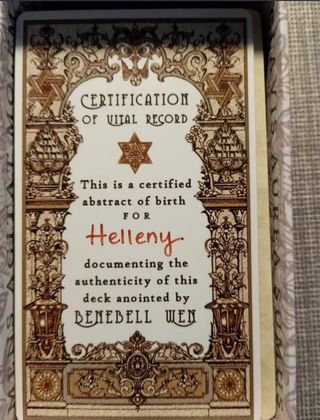 CERTIFICATION
OF VITAL RECORD
This is a certified
abstract of birth
FOR
Helleny
documenting the
authenticity of this
deck anointed by
BENEBELL WEN